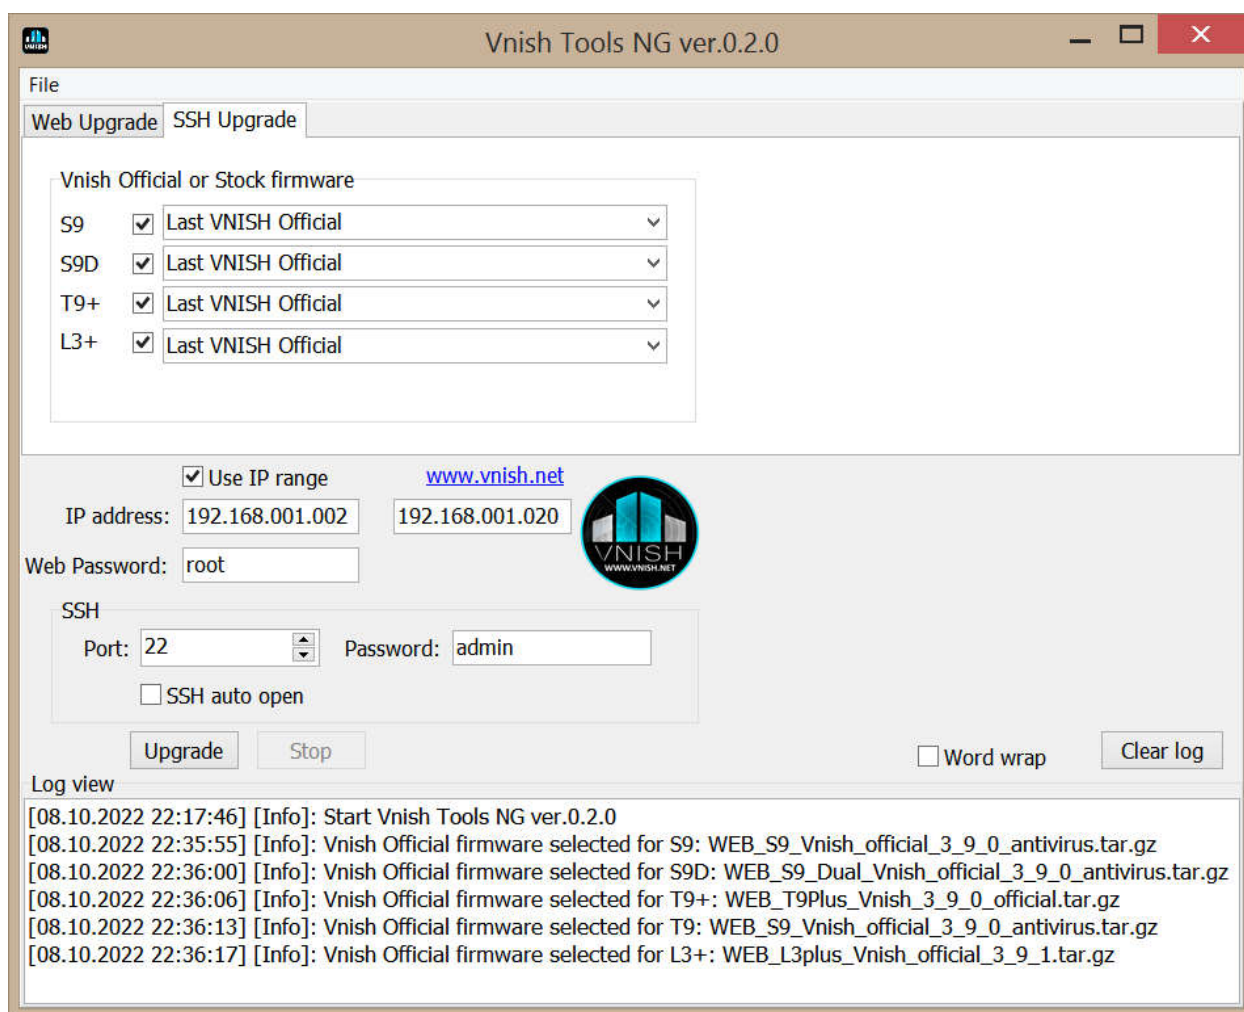 VNISH
Vnish Tools NG ver.0.2.0
File
Web Upgrade SSH Upgrade
Vnish Official or Stock firmware
S9 Last VNISH Official
S9D Last VNISH Official
T9+ Last VNISH Official
L3+ Last VNISH Official
Use IP range www.vnish.net
IP address: 192.168.001.002 192.168.001.020
VNISH
WWW.VNISH.NET
Web Password: root
SSH
Port: 22 Password: admin
SSH auto open
Upgrade Stop Word wrap Clear log
Log view
[08.10.2022 22:17:46] [Info]: Start Vnish Tools NG ver.0.2.0
[08.10.2022 22:35:55] [Info]: Vnish Official firmware selected for S9: WEB_S9_Vnish_official_3_9_0_antivirus.tar.gz
[08.10.2022 22:36:00] [Info]: Vnish Official firmware selected for S9D: WEB_S9_Dual_Vnish_official_3_9_0_antivirus.tar.gz
[08.10.2022 22:36:06] [Info]: Vnish Official firmware selected for T9+: WEB_T9Plus_Vnish_3_9_0_official.tar.gz
[08.10.2022 22:36:13] [Info]: Vnish Official firmware selected for T9: WEB_S9_Vnish_official_3_9_0_antivirus.tar.gz
[08.10.2022 22:36:17] [Info]: Vnish Official firmware selected for L3+: WEB_L3plus_Vnish_official_3_9_1.tar.gz